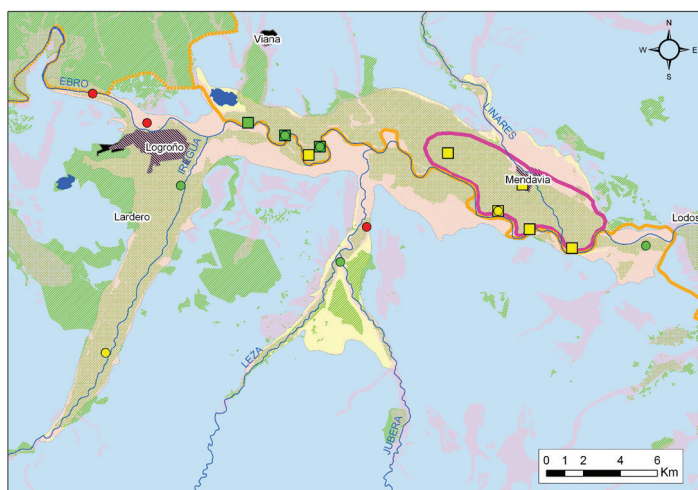 Viana
N
W E
S
EBRO
LINARES
Logroño
IREGUA
Mendavia
Lardero
Lodos
LEZA
JUBERA
0 1 2 4 6
Km